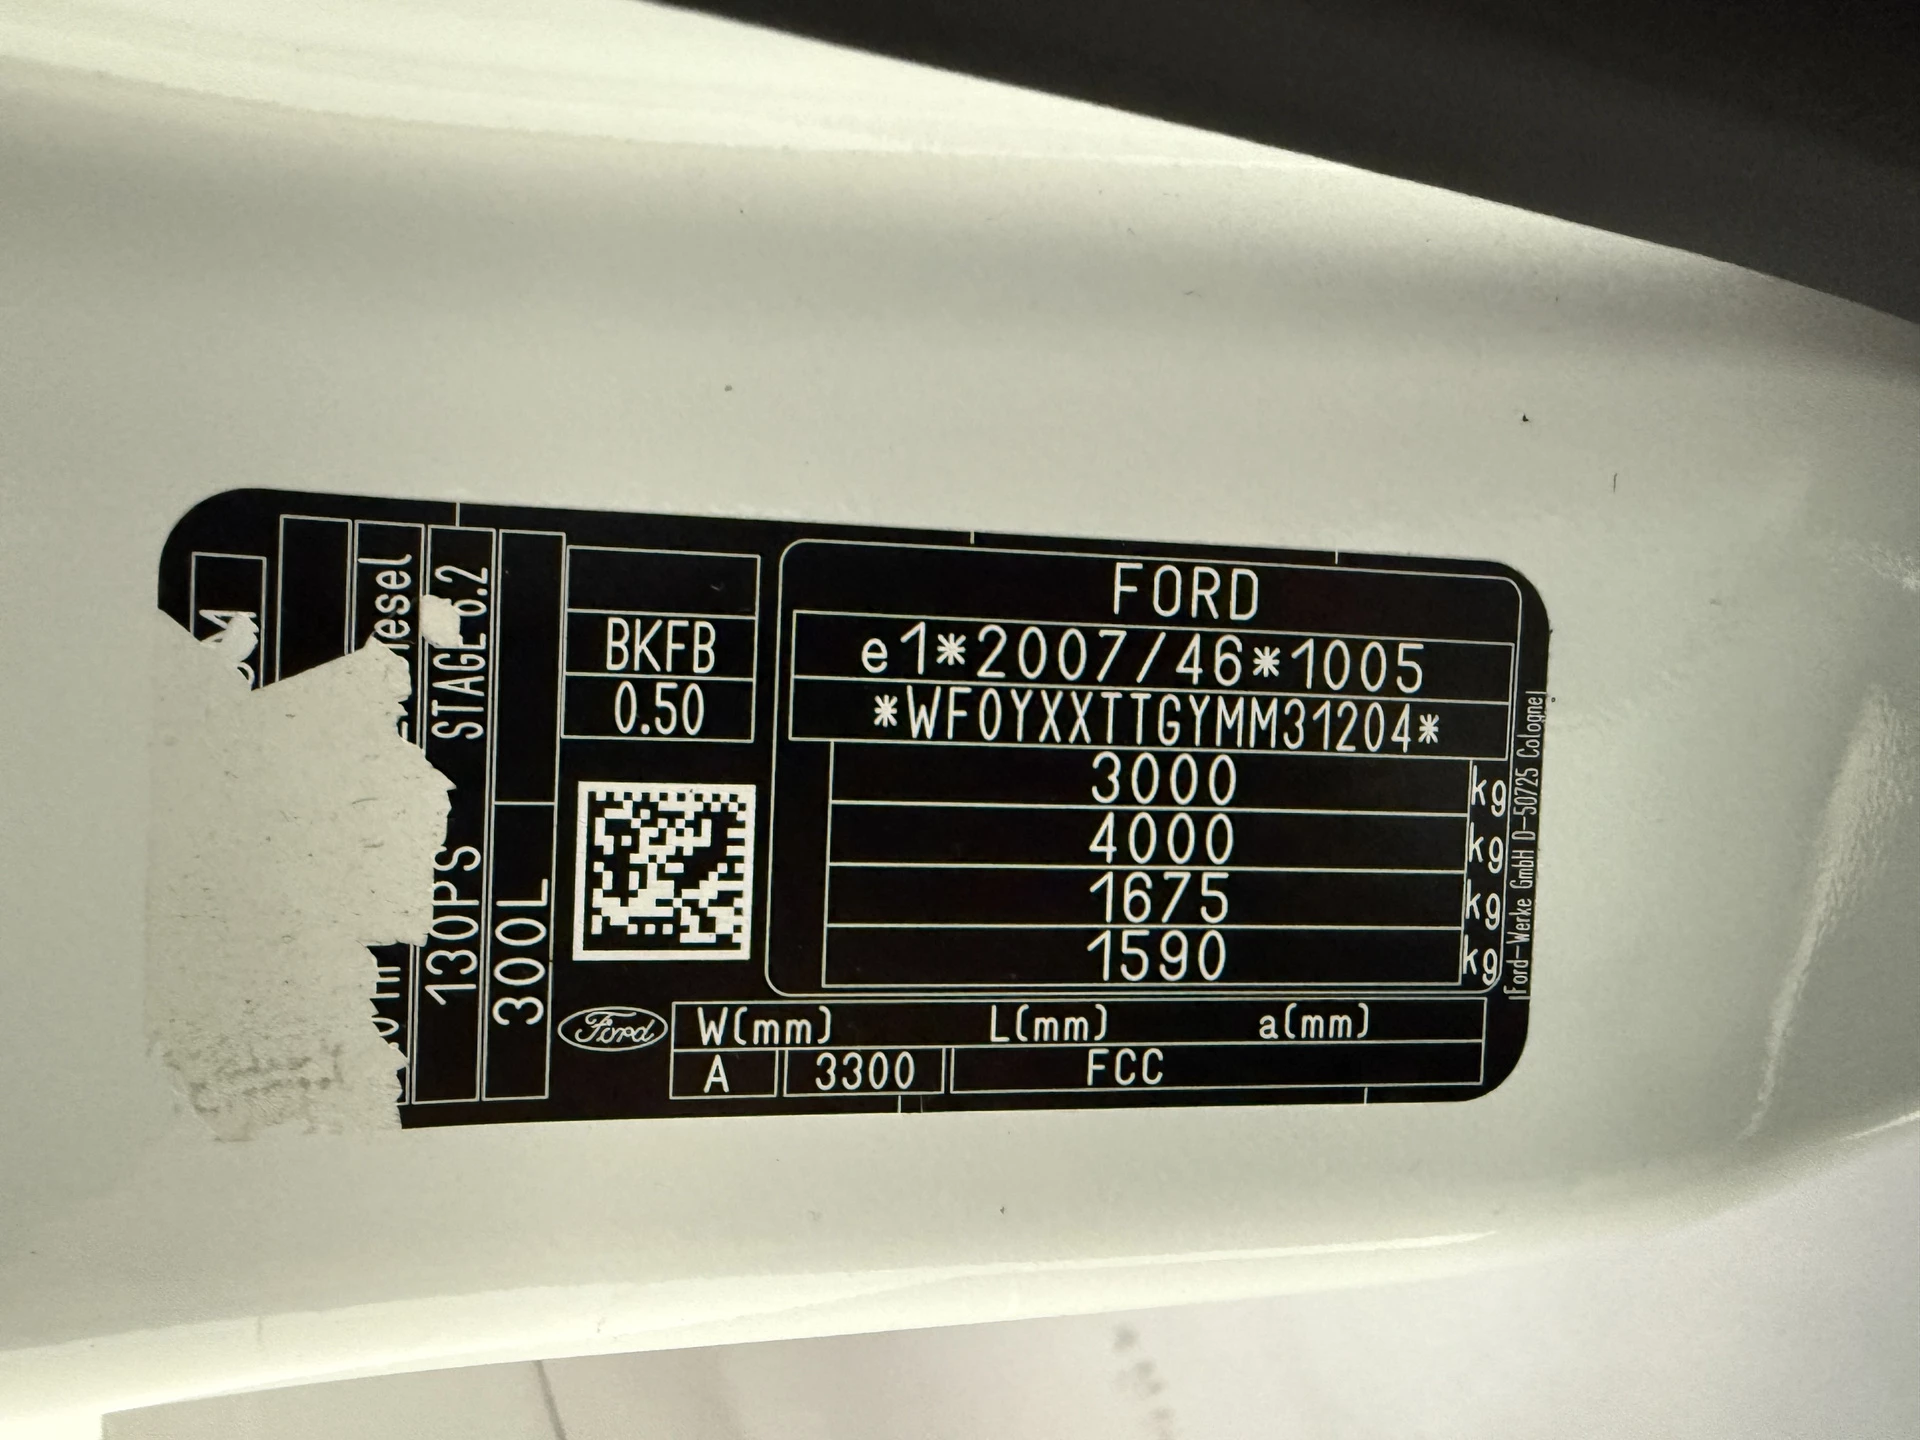 FORD
e1*2007/46*1005
*WF0YXXTTGYMM31204*
3000 kg
4000 kg
1675 kg
1590 kg
Ford-Werke GmbH D-50725 Cologne
W(mm) L(mm) a(mm)
A 3300 FCC
Ford
BKFB
0.50
300L
130PS STAGE 6.2